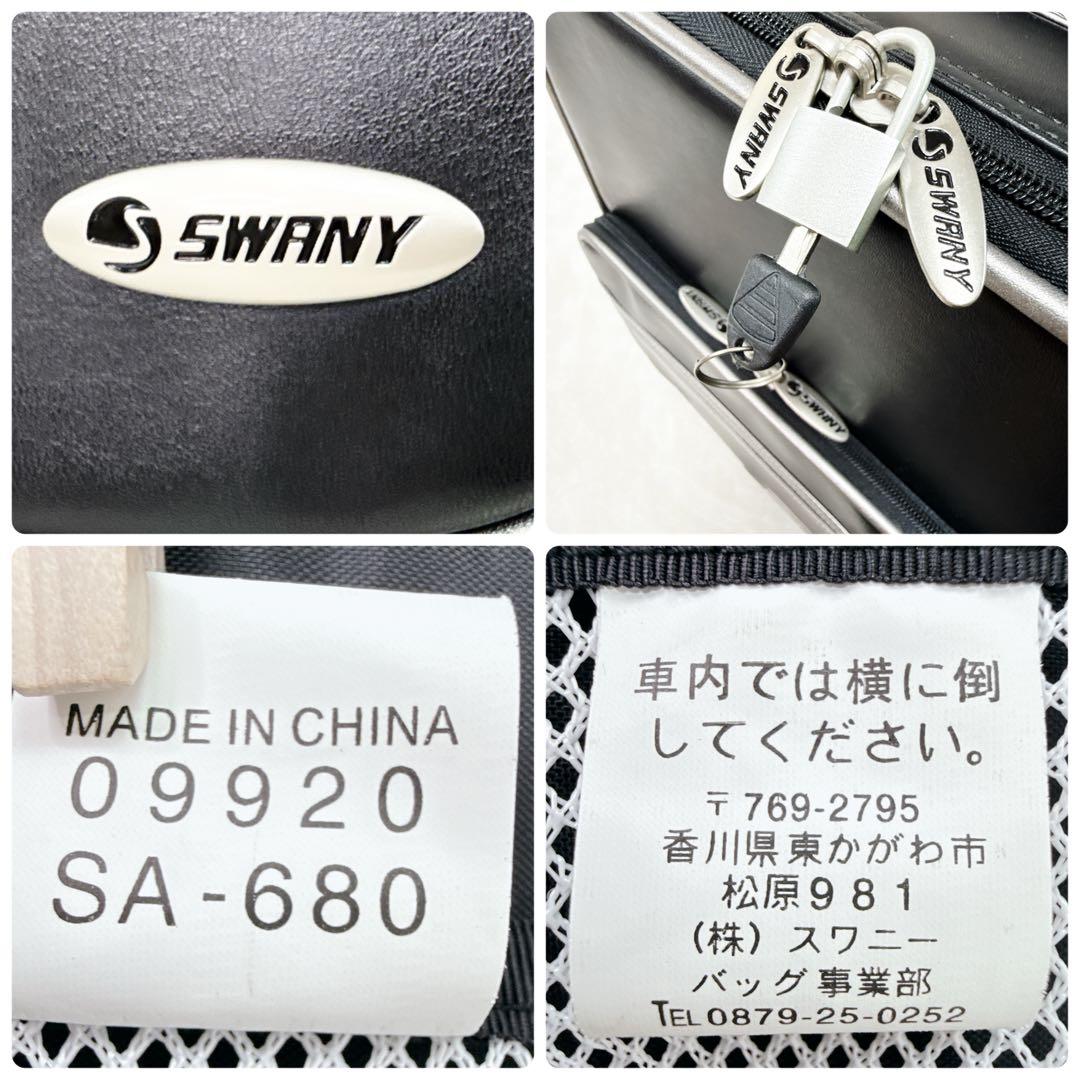 SWANY
SWANY
SWANY
SWANY
SWANY
MADE IN CHINA
09920
SA-680
車内では横に倒
してください。
〒769-2795
香川県東かがわ市
松原981
(株)スワニー
バッグ事業部
TEL0879-25-0252